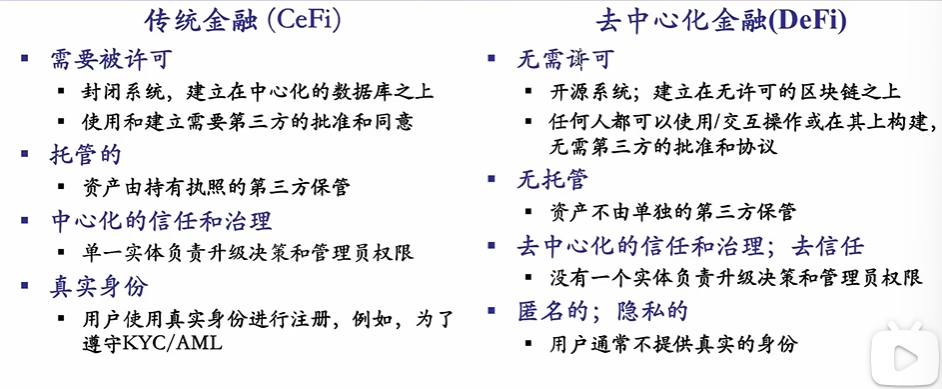 传统金融 (CeFi)
需要被许可
封闭系统，建立在中心化的数据库之上
使用和建立需要第三方的批准和同意
托管的
资产由持有执照的第三方保管
中心化的信任和治理
单一实体负责升级决策和管理员权限
真实身份
用户使用真实身份进行注册，例如，为了
遵守KYC/AML
去中心化金融(DeFi)
无需许可
开源系统；建立在无许可的区块链之上
任何人都可以使用/交互操作或在其上构建，
无需第三方的批准和协议
无托管
资产不由单独的第三方保管
去中心化的信任和治理；去信任
没有一个实体负责升级决策和管理员权限
匿名的；隐私的
用户通常不提供真实的身份